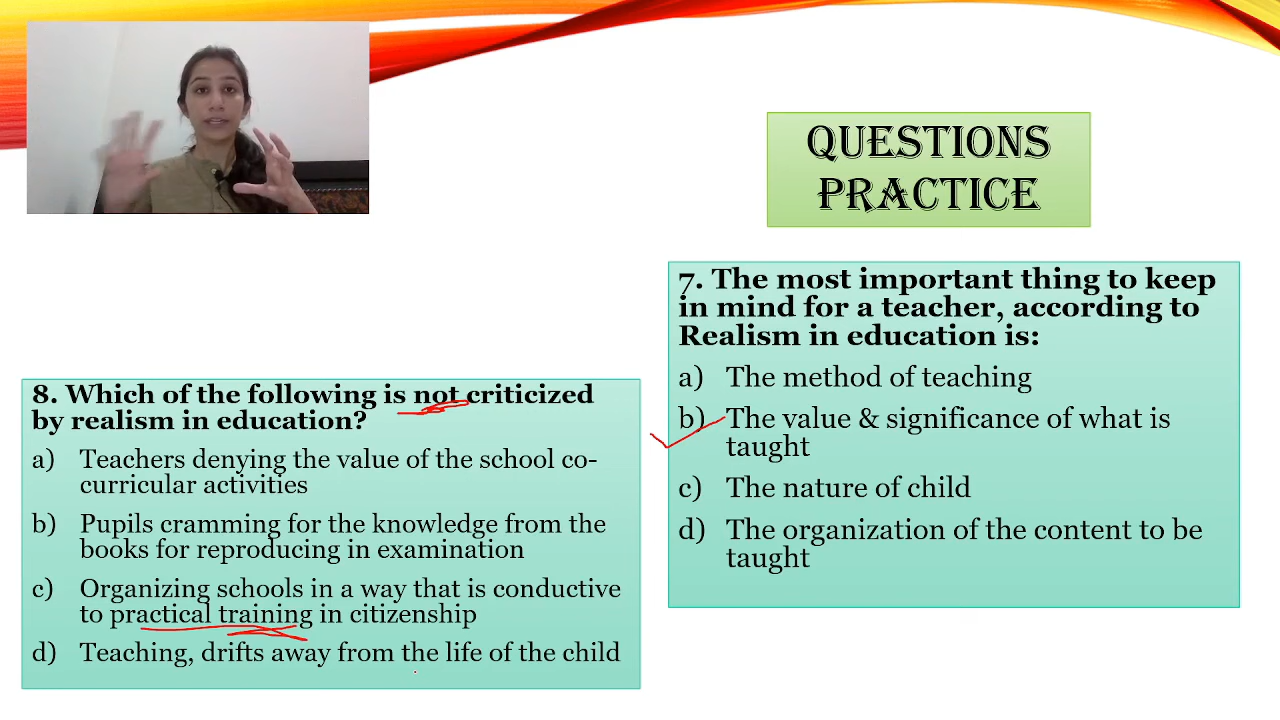 QUESTIONS
PRACTICE
7. The most important thing to keep
in mind for a teacher, according to
Realism in education is:
a) The method of teaching
b) The value & significance of what is
taught
c) The nature of child
d) The organization of the content to be
taught
8. Which of the following is not criticized
by realism in education?
a) Teachers denying the value of the school co-
curricular activities
b) Pupils cramming for the knowledge from the
books for reproducing in examination
c) Organizing schools in a way that is conductive
to practical training in citizenship
d) Teaching, drifts away from the life of the child